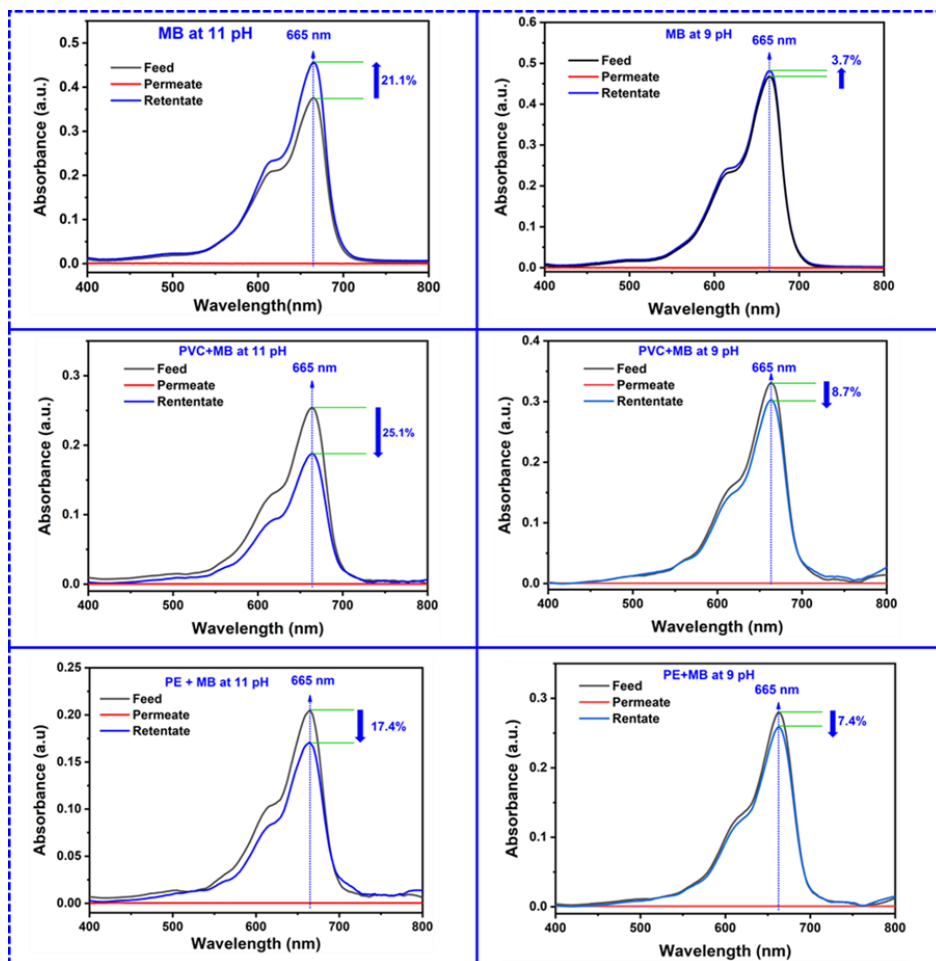 MB at 11 pH
665 nm
Feed
Permeate
Retentate
21.1%
0.5
0.4
0.3
0.2
0.1
0.0
Absorbance (a.u.)
400 500 600 700 800
Wavelength(nm)
MB at 9 pH
665 nm
Feed
Permeate
Retentate
3.7%
0.6
0.5
0.4
0.3
0.2
0.1
0.0
Absorbance (a.u.)
400 500 600 700 800
Wavelength (nm)
PVC+MB at 11 pH
665 nm
Feed
Permeate
Rententate
25.1%
0.3
0.2
0.1
0.0
Absorbance (a.u.)
400 500 600 700 800
Wavelength (nm)
PVC+MB at 9 pH
665 nm
Feed
Permeate
Rententate
8.7%
0.4
0.3
0.2
0.1
0.0
Absorbance (a.u.)
400 500 600 700 800
Wavelength (nm)
PE + MB at 11 pH
665 nm
Feed
Permeate
Retentate
17.4%
0.25
0.20
0.15
0.10
0.05
0.00
Absorbance (a.u)
400 500 600 700 800
Wavelength (nm)
PE+MB at 9 pH
665 nm
Feed
Permeate
Rentate
7.4%
0.3
0.2
0.1
0.0
Absorbance (a.u.)
400 500 600 700 800
Wavelength (nm)